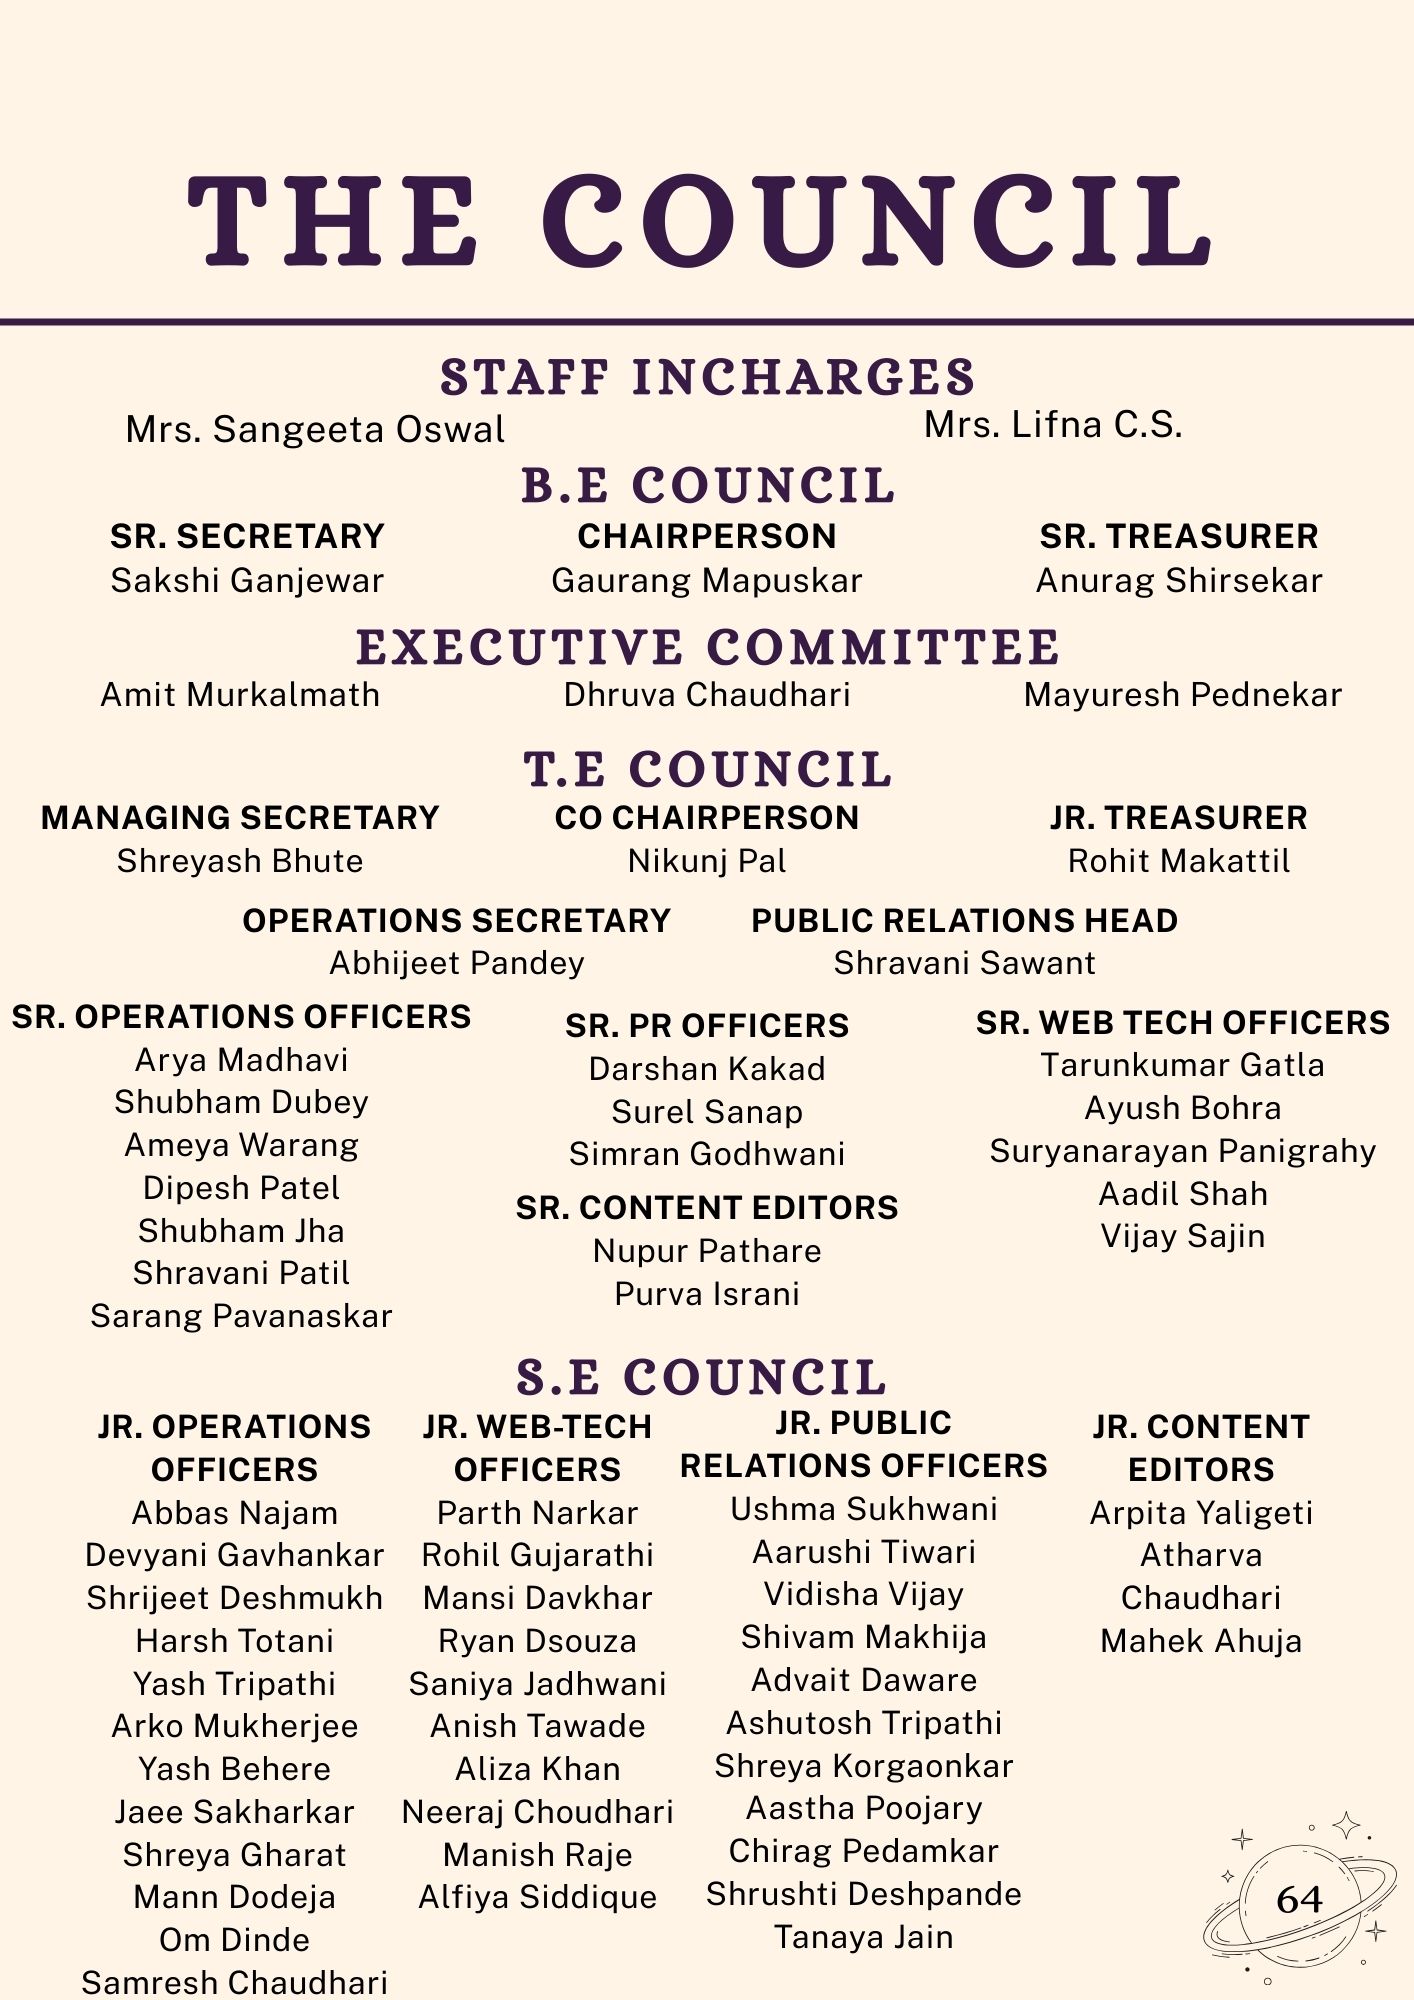 THE COUNCIL
STAFF INCHARGES
Mrs. Sangeeta Oswal
Mrs. Lifna C.S.
B.E COUNCIL
SR. SECRETARY
Sakshi Ganjewar
CHAIRPERSON
Gaurang Mapuskar
SR. TREASURER
Anurag Shirsekar
EXECUTIVE COMMITTEE
Amit Murkalmath
Dhruva Chaudhari
Mayuresh Pednekar
T.E COUNCIL
MANAGING SECRETARY
Shreyash Bhute
CO CHAIRPERSON
Nikunj Pal
JR. TREASURER
Rohit Makattil
OPERATIONS SECRETARY
Abhijeet Pandey
PUBLIC RELATIONS HEAD
Shravani Sawant
SR. OPERATIONS OFFICERS
Arya Madhavi
Shubham Dubey
Ameya Warang
Dipesh Patel
Shubham Jha
Shravani Patil
Sarang Pavanaskar
SR. PR OFFICERS
Darshan Kakad
Surel Sanap
Simran Godhwani
SR. CONTENT EDITORS
Nupur Pathare
Purva Israni
SR. WEB TECH OFFICERS
Tarunkumar Gatla
Ayush Bohra
Suryanarayan Panigrahy
Aadil Shah
Vijay Sajin
S.E COUNCIL
JR. OPERATIONS
OFFICERS
Abbas Najam
Devyani Gavhankar
Shrijeet Deshmukh
Harsh Totani
Yash Tripathi
Arko Mukherjee
Yash Behere
Jaee Sakharkar
Shreya Gharat
Mann Dodeja
Om Dinde
Samresh Chaudhari
JR. WEB-TECH
OFFICERS
Parth Narkar
Rohil Gujarathi
Mansi Davkhar
Ryan Dsouza
Saniya Jadhwani
Anish Tawade
Aliza Khan
Neeraj Choudhari
Manish Raje
Alfiya Siddique
JR. PUBLIC
RELATIONS OFFICERS
Ushma Sukhwani
Aarushi Tiwari
Vidisha Vijay
Shivam Makhija
Advait Daware
Ashutosh Tripathi
Shreya Korgaonkar
Aastha Poojary
Chirag Pedamkar
Shrushti Deshpande
Tanaya Jain
JR. CONTENT
EDITORS
Arpita Yaligeti
Atharva
Chaudhari
Mahek Ahuja
64